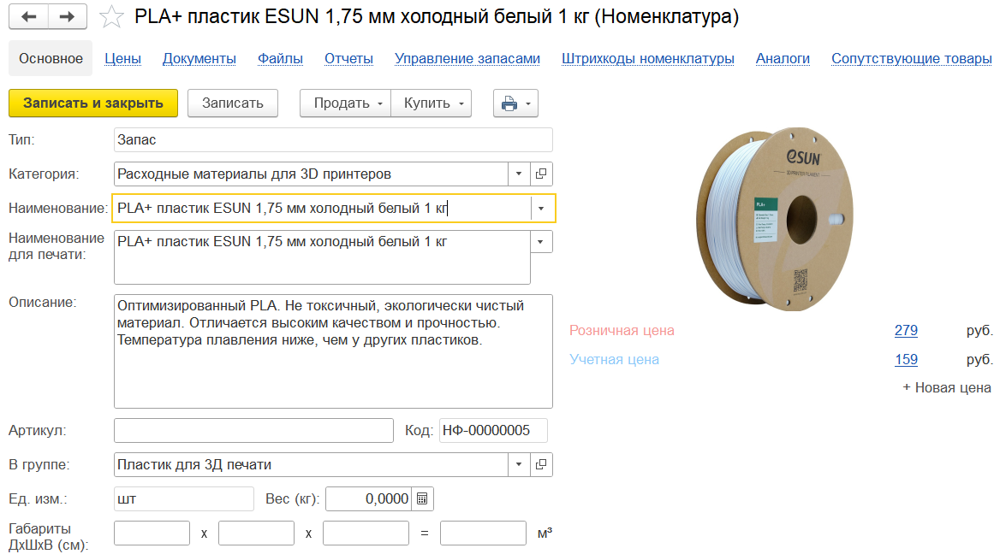 PLA+ пластик ESUN 1,75 мм холодный белый 1 кг (Номенклатура)
Основное Цены Документы Файлы Отчеты Управление запасами Штрихкоды номенклатуры Аналоги Сопутствующие товары
Записать и закрыть Записать Продать Купить
Тип: Запас
Категория: Расходные материалы для 3D принтеров
Наименование: PLA+ пластик ESUN 1,75 мм холодный белый 1 кг
Наименование для печати: PLA+ пластик ESUN 1,75 мм холодный белый 1 кг
Описание: Оптимизированный PLA. Не токсичный, экологически чистый
материал. Отличается высоким качеством и прочностью.
Температура плавления ниже, чем у других пластиков.
eSUN
3D PRINTER FILAMENT
PLA+
Розничная цена 279 руб.
Учетная цена 159 руб.
+ Новая цена
Артикул: Код: НФ-00000005
В группе: Пластик для 3Д печати
Ед. изм.: шт Вес (кг): 0,0000
Габариты
ДхШхВ (см): x x = м³